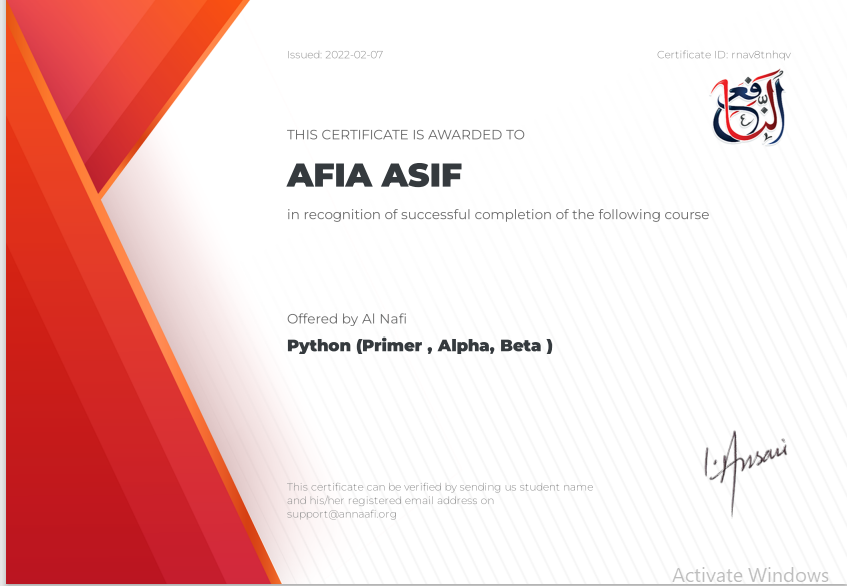 Issued: 2022-02-07
Certificate ID: rnav8tnhqv
النافع
THIS CERTIFICATE IS AWARDED TO
AFIA ASIF
in recognition of successful completion of the following course
Offered by Al Nafi
Python (Primer , Alpha, Beta )
I.Ansari
This certificate can be verified by sending us student name
and his/her registered email address on
support@annaafi.org
Activate Windows